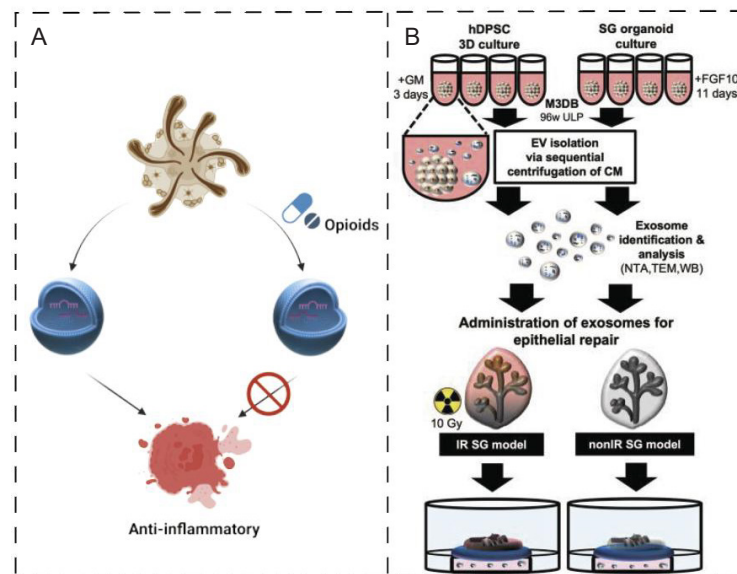 A
Opioids
Anti-inflammatory
B
hDPSC
3D culture
SG organoid
culture
+GM
3 days
+FGF10
11 days
M3DB
96w ULP
EV isolation
via sequential
centrifugation of CM
Exosome
identification &
analysis
(NTA,TEM,WB)
Administration of exosomes for
epithelial repair
10 Gy
IR SG model
nonIR SG model